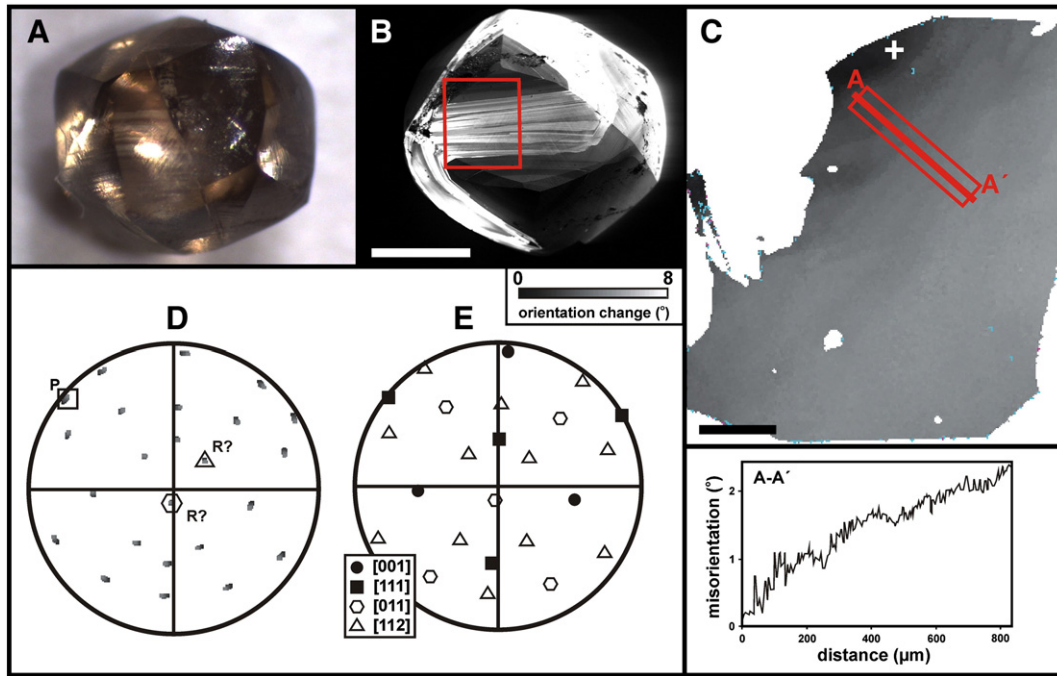 A
B
C
A
A´
0 8
orientation change (°)
D
E
P
R?
R?
[001]
[111]
[011]
[112]
A-A´
misorientation (°)
2
1
0
0 200 400 600 800
distance (µm)